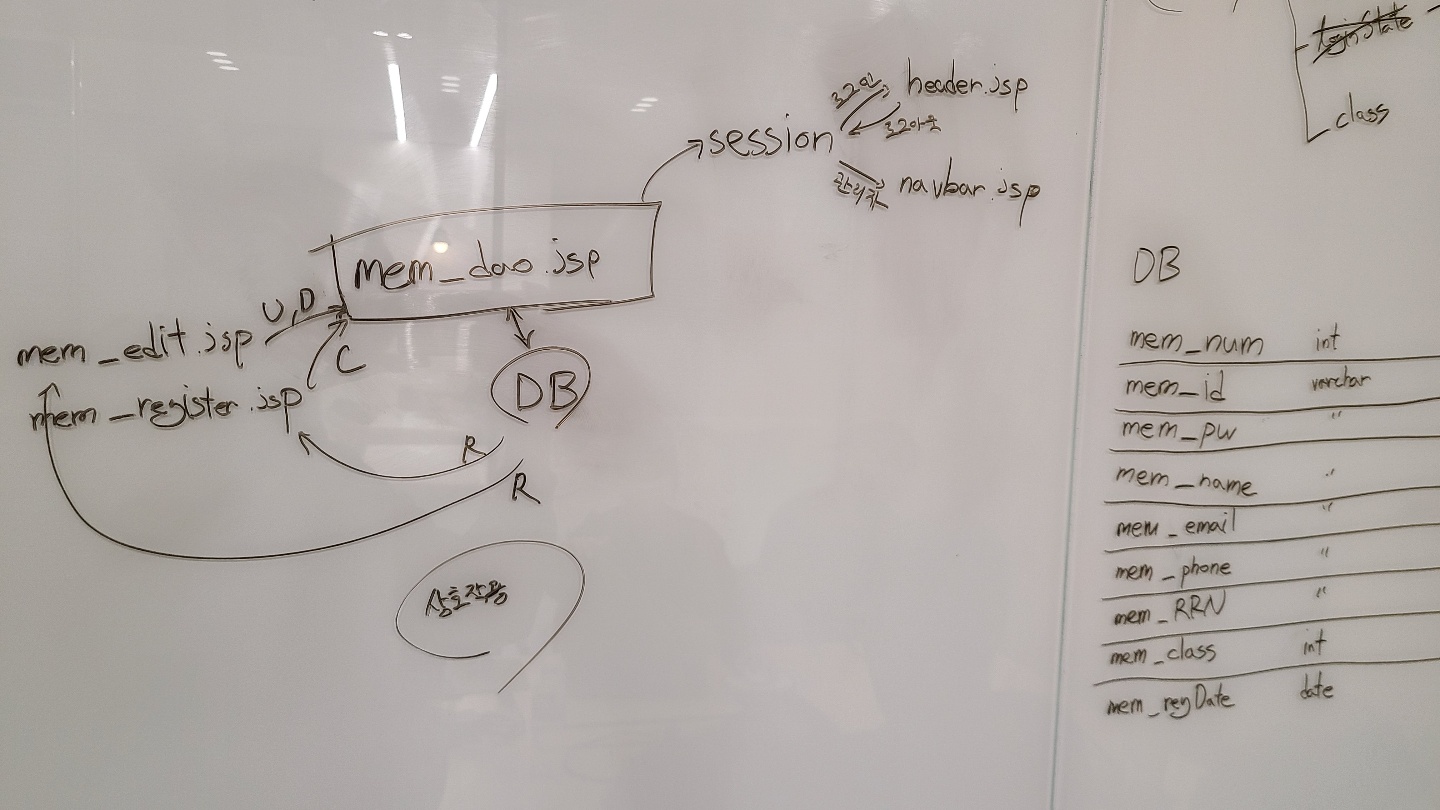 header.jsp
로그인
로그아웃
session
관리자
navbar.jsp
mem_dao.jsp
U,D
mem_edit.jsp
C
mem_register.jsp
DB
R
R
상호작용
loginState
class
DB
mem_num int
mem_id varchar
mem_pw "
mem_name "
mem_email "
mem_phone "
mem_RRN "
mem_class int
mem_regDate date